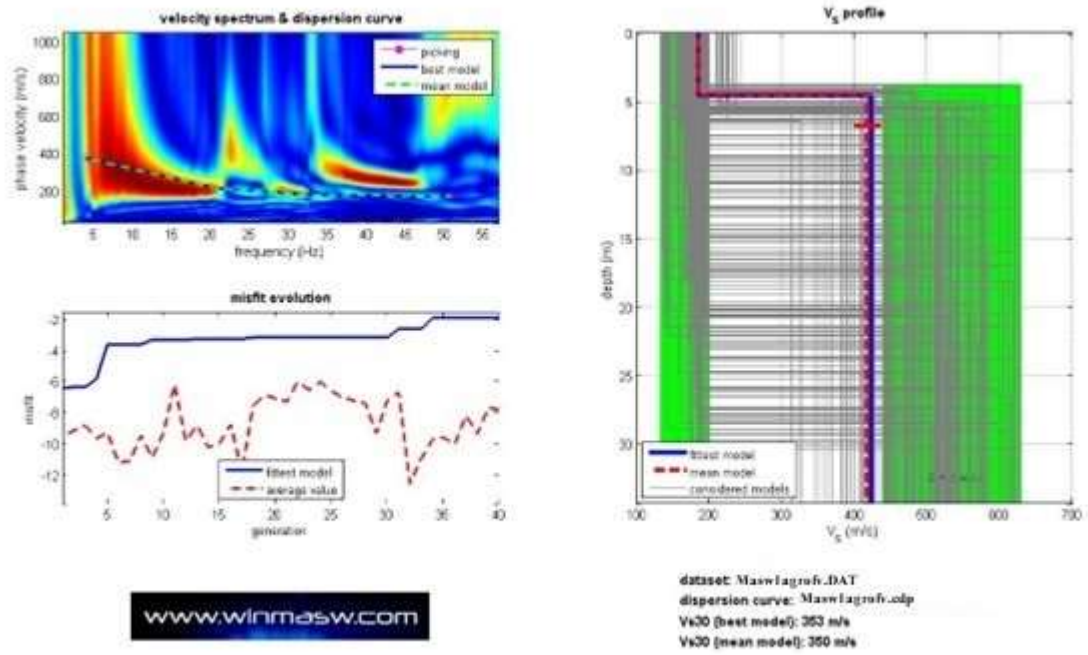 velocity spectrum & dispersion curve
1000
800
600
400
200
phase velocity (m/s)
picking
best model
mean model
5 10 15 20 25 30 35 40 45 50 55
frequency (Hz)
misfit evolution
-2
-4
-6
-8
-10
-12
misfit
fittest model
average value
5 10 15 20 25 30 35 40
generation
www.winmasw.com
VS profile
0
5
10
15
20
25
30
depth (m)
fittest model
mean model
considered models
100 200 300 400 500 600 700
VS (m/s)
dataset: Masw1agrofv.DAT
dispersion curve: Masw1agrofv.cdp
Vs30 (best model): 353 m/s
Vs30 (mean model): 350 m/s